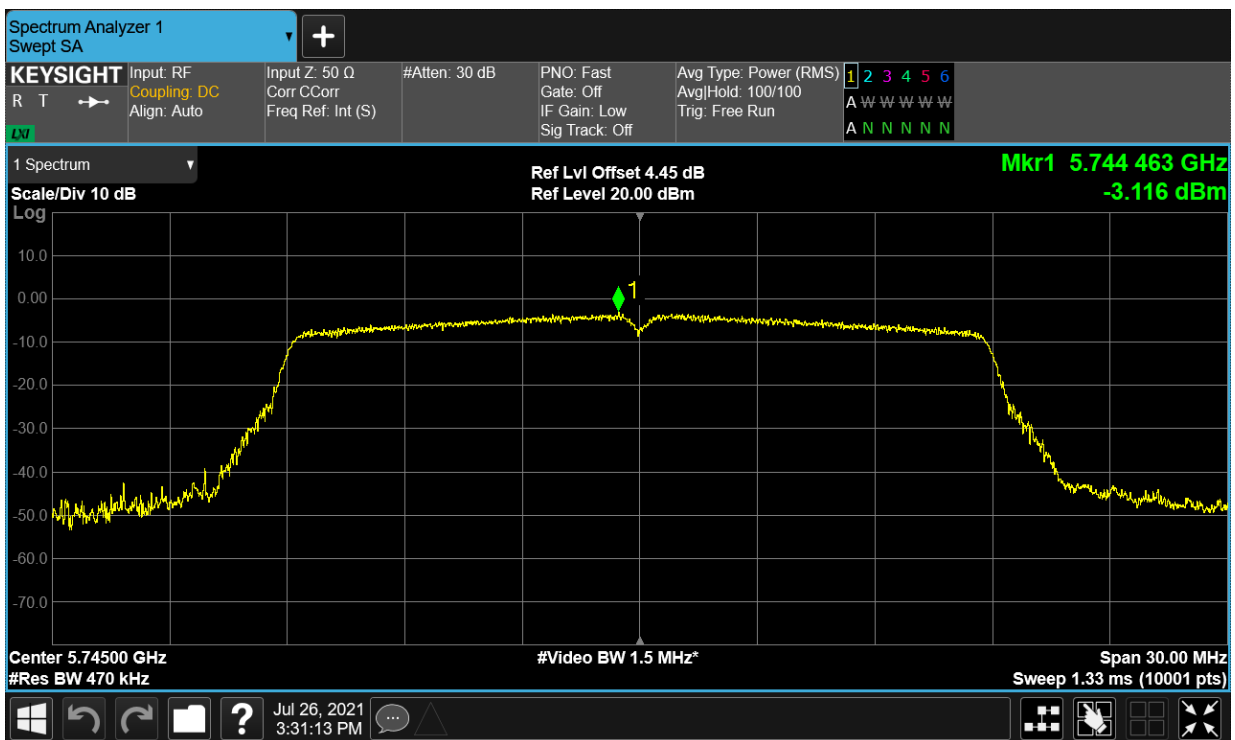 Spectrum Analyzer 1
Swept SA
+
KEYSIGHT
R T
LXI
Input: RF
Coupling: DC
Align: Auto
Input Z: 50 Ω
Corr CCorr
Freq Ref: Int (S)
#Atten: 30 dB
PNO: Fast
Gate: Off
IF Gain: Low
Sig Track: Off
Avg Type: Power (RMS)
Avg|Hold: 100/100
Trig: Free Run
1 2 3 4 5 6
A W W W W W
A N N N N N
1 Spectrum
Scale/Div 10 dB
Log
Ref Lvl Offset 4.45 dB
Ref Level 20.00 dBm
Mkr1 5.744 463 GHz
-3.116 dBm
10.0
0.00
1
-10.0
-20.0
-30.0
-40.0
-50.0
-60.0
-70.0
Center 5.74500 GHz
#Res BW 470 kHz
#Video BW 1.5 MHz*
Span 30.00 MHz
Sweep 1.33 ms (10001 pts)
?
Jul 26, 2021
3:31:13 PM